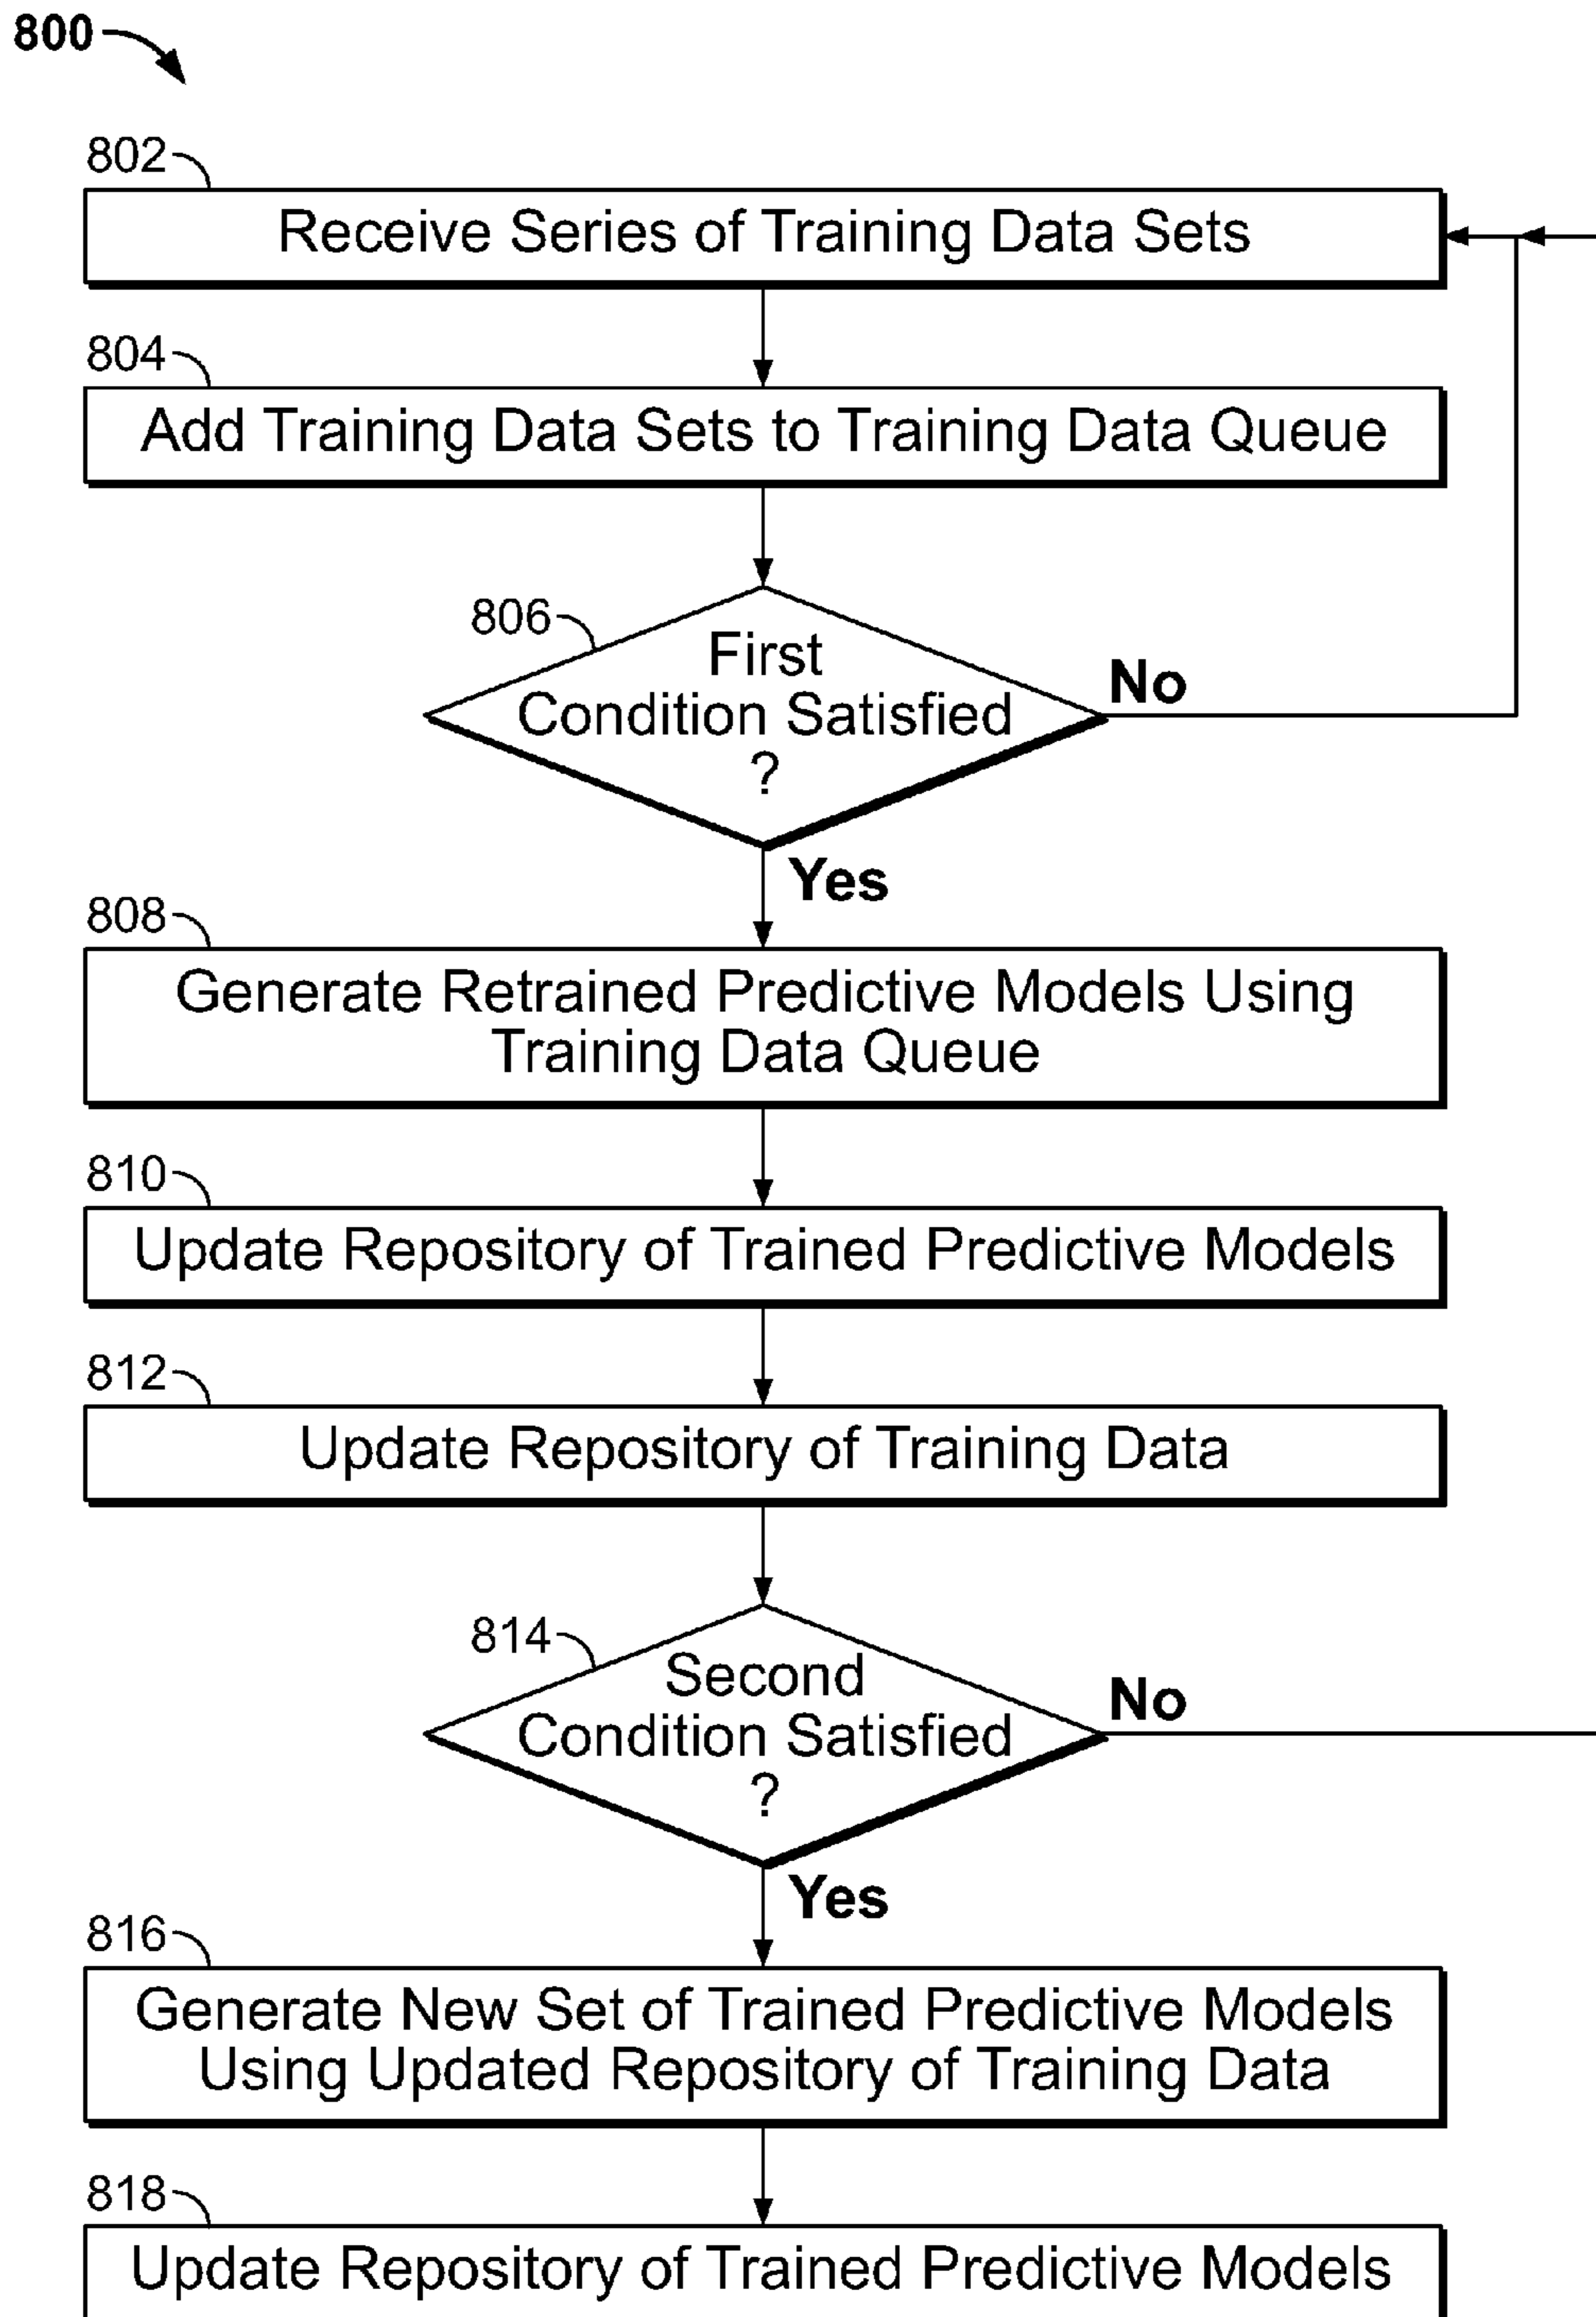 800
802
Receive Series of Training Data Sets
804
Add Training Data Sets to Training Data Queue
806
First
Condition Satisfied
?
No
Yes
808
Generate Retrained Predictive Models Using
Training Data Queue
810
Update Repository of Trained Predictive Models
812
Update Repository of Training Data
814
Second
Condition Satisfied
?
No
Yes
816
Generate New Set of Trained Predictive Models
Using Updated Repository of Training Data
818
Update Repository of Trained Predictive Models